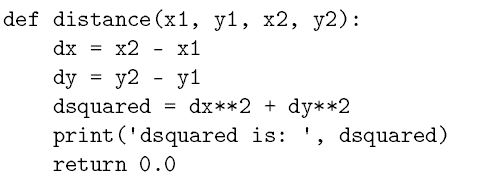 def distance(x1, y1, x2, y2):
    dx = x2 - x1
    dy = y2 - y1
    dsquared = dx**2 + dy**2
    print('dsquared is: ', dsquared)
    return 0.0